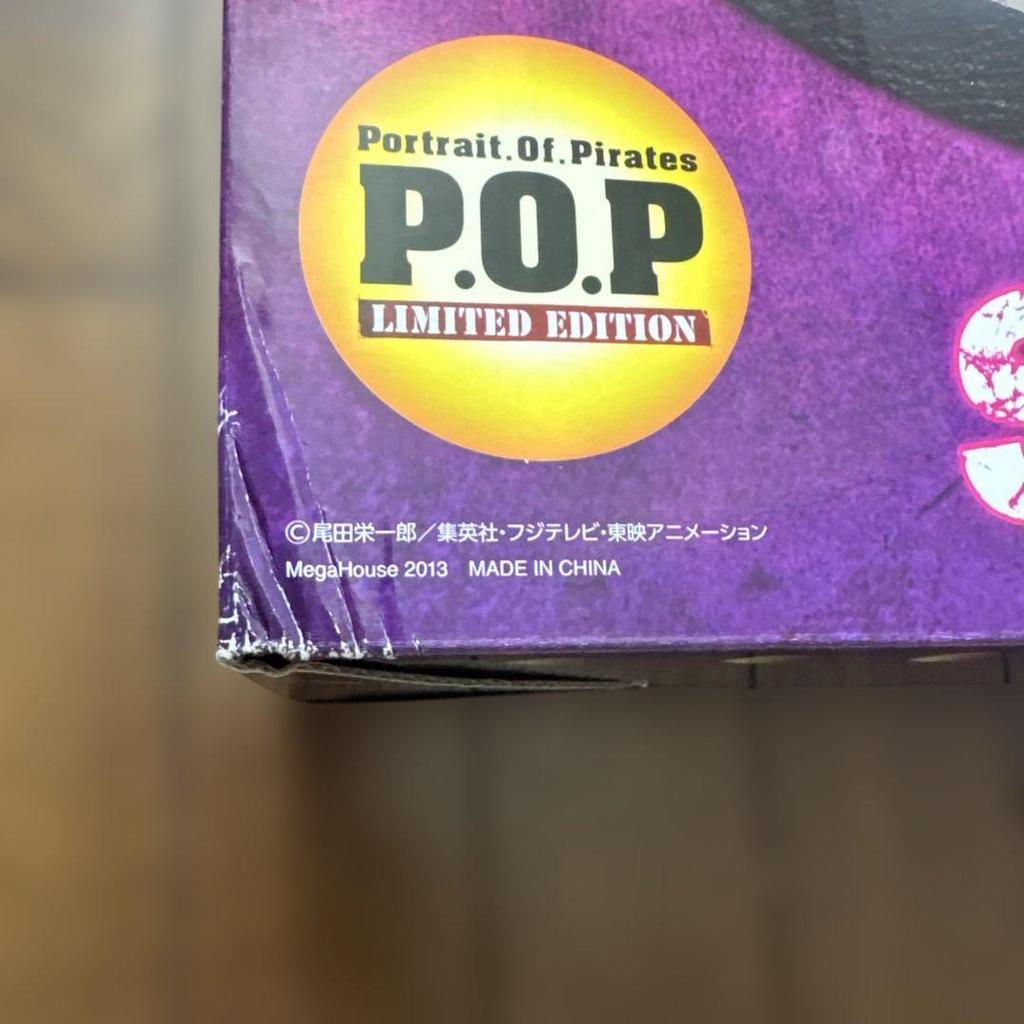 Portrait.Of.Pirates
P.O.P
LIMITED EDITION
©尾田栄一郎／集英社・フジテレビ・東映アニメーション
MegaHouse 2013 MADE IN CHINA